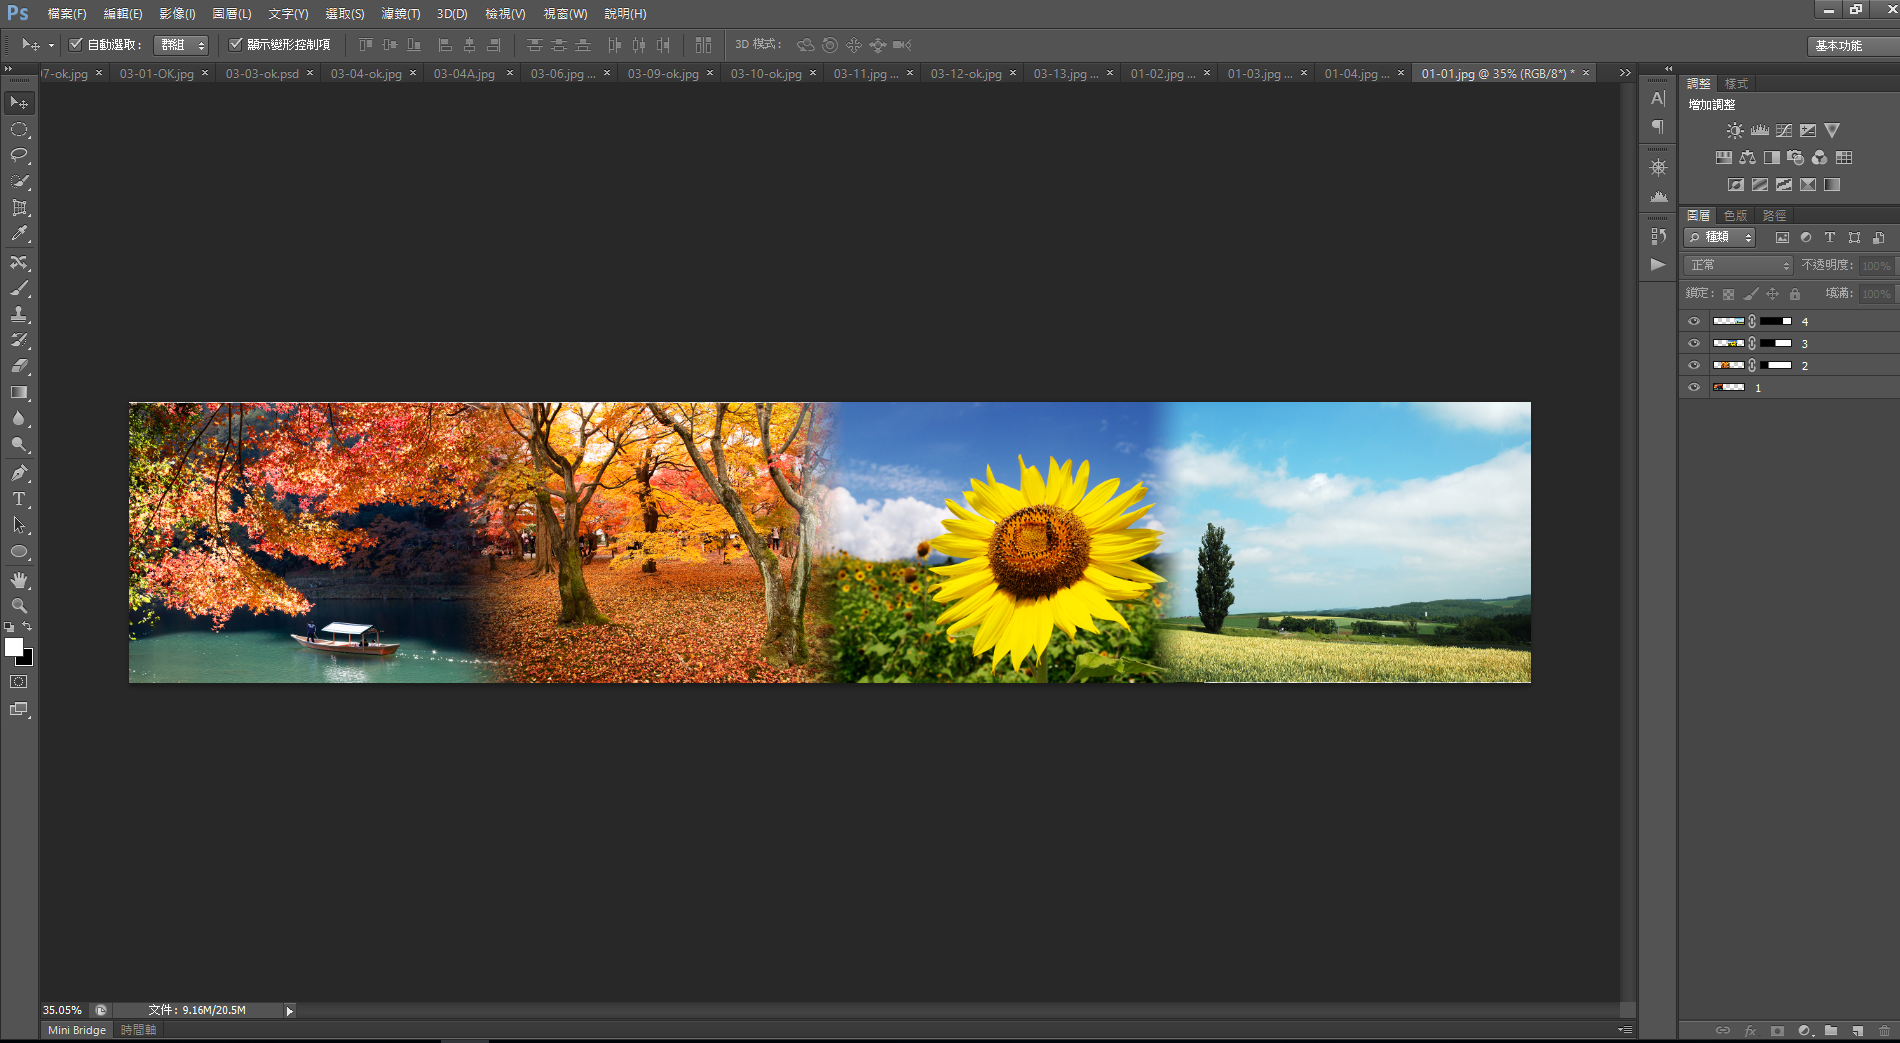 Ps 檔案(F) 編輯(E) 影像(I) 圖層(L) 文字(Y) 選取(S) 濾鏡(T) 3D(D) 檢視(V) 視窗(W) 說明(H)
自動選取： 群組 顯示變形控制項 3D 模式： 基本功能
7-ok.jpg × 03-01-OK.jpg × 03-03-ok.psd × 03-04-ok.jpg × 03-04A.jpg × 03-06.jpg ... × 03-09-ok.jpg × 03-10-ok.jpg × 03-11.jpg ... × 03-12-ok.jpg × 03-13.jpg ... × 01-02.jpg ... × 01-03.jpg ... × 01-04.jpg ... × 01-01.jpg @ 35% (RGB/8*) * ×
調整 樣式
增加調整
圖層 色版 路徑
種類
正常 不透明度： 100%
鎖定： 填滿： 100%
4
3
2
1
35.05% 文件：9.16M/20.5M
Mini Bridge 時間軸